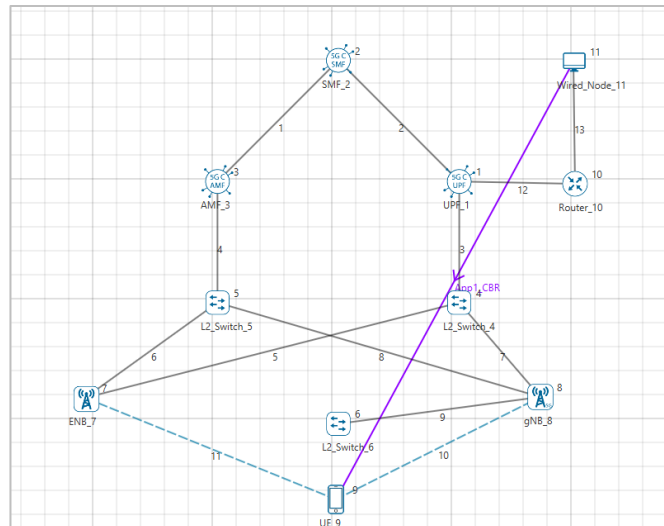 5G C
SMF
2
SMF_2
11
Wired_Node_11
1
2
13
5G C
AMF
3
AMF_3
5G C
UPF
1
UPF_1
12
10
Router_10
4
3
App1_CBR
5
L2_Switch_5
4
L2_Switch_4
6
5
8
7
7
ENB_7
8
5G
gNB_8
6
L2_Switch_6
9
11
10
9
UE_9